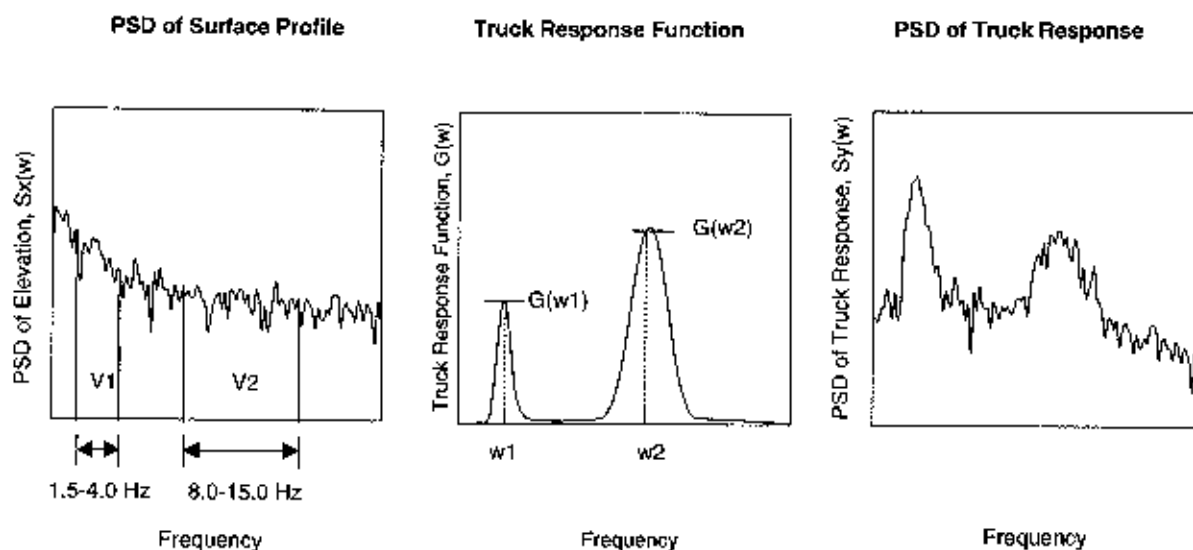 PSD of Surface Profile
Truck Response Function
PSD of Truck Response
PSD of Elevation, Sx(w)
V1
V2
1.5-4.0 Hz
8.0-15.0 Hz
Frequency
Truck Response Function, G(w)
G(w1)
G(w2)
w1
w2
Frequency
PSD of Truck Response, Sy(w)
Frequency